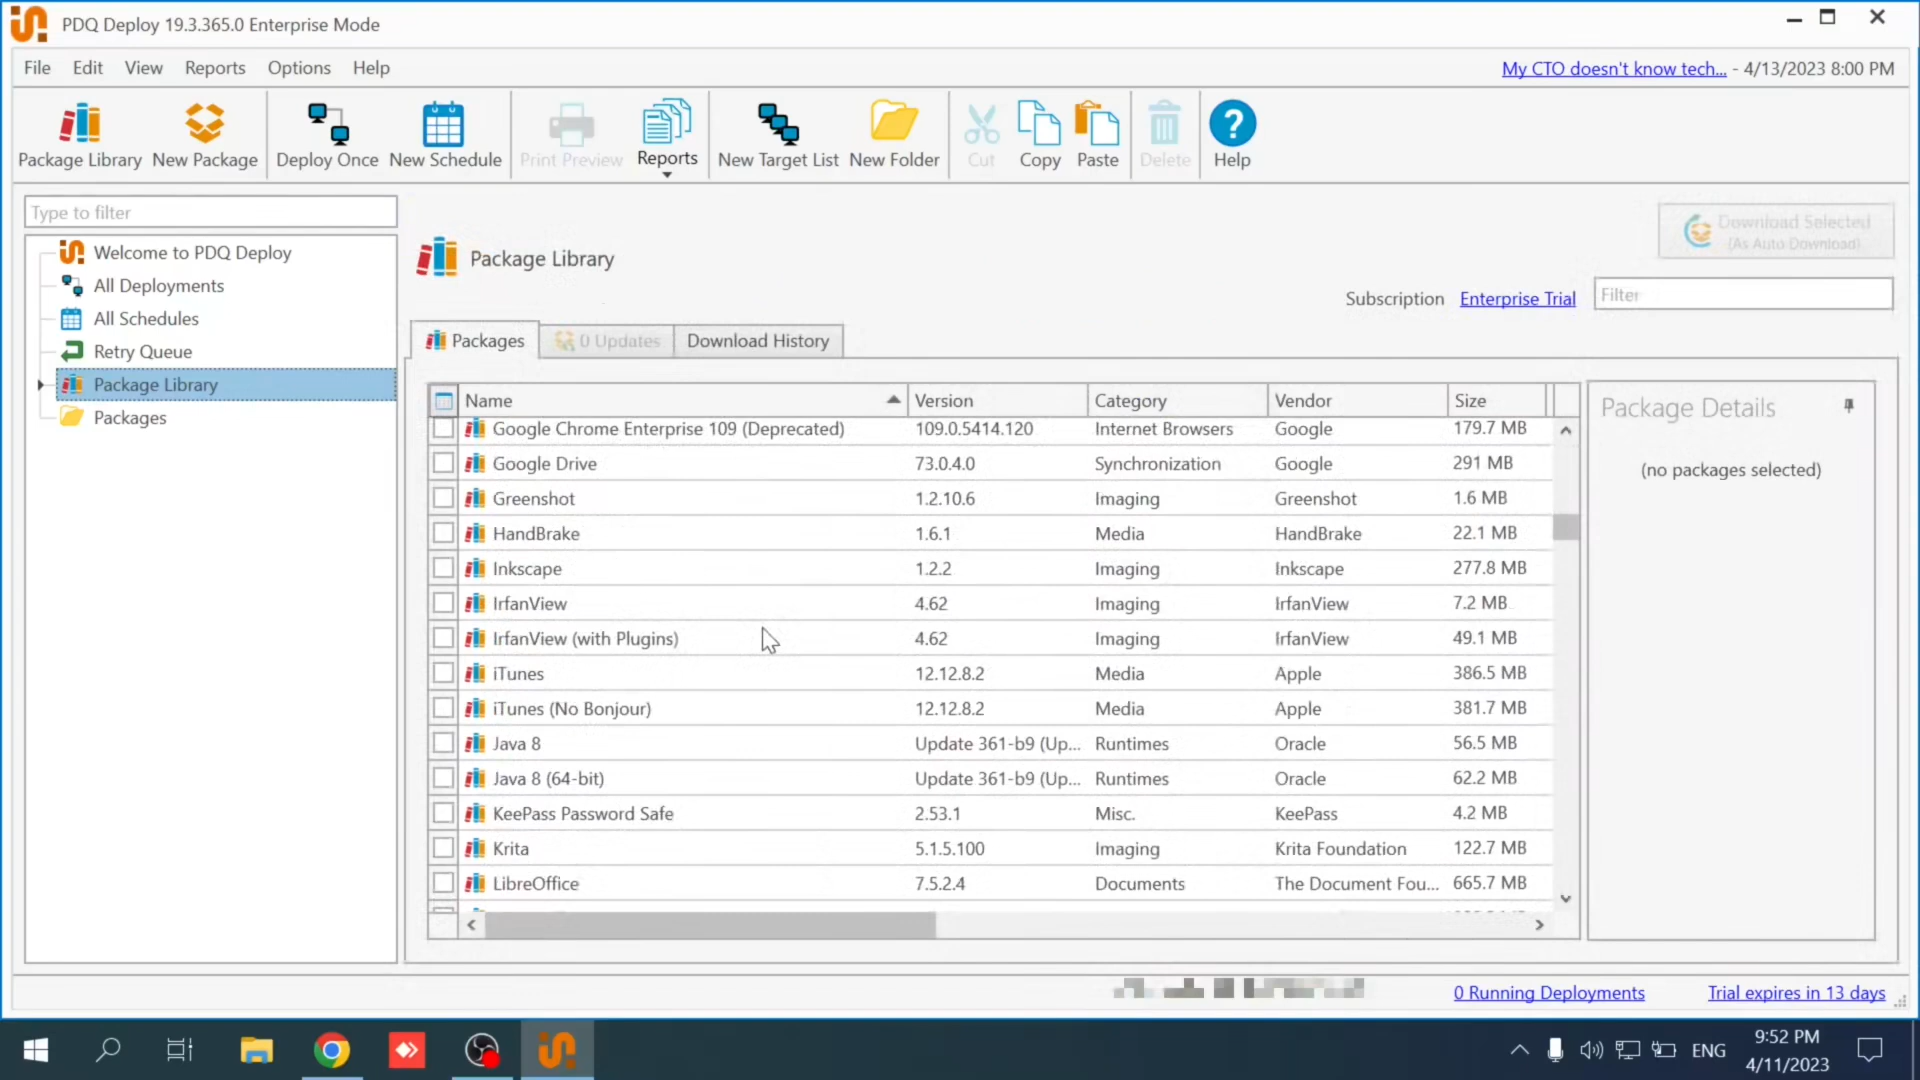 PDQ Deploy 19.3.365.0 Enterprise Mode
File Edit View Reports Options Help
My CTO doesn't know tech... - 4/13/2023 8:00 PM
Package Library New Package Deploy Once New Schedule Print Preview Reports New Target List New Folder Cut Copy Paste Delete Help
Type to filter
Welcome to PDQ Deploy
All Deployments
All Schedules
Retry Queue
Package Library
Packages
Package Library
Download Selected
(As Auto Download)
Subscription Enterprise Trial Filter
Packages 0 Updates Download History
Name Version Category Vendor Size
Google Chrome Enterprise 109 (Deprecated) 109.0.5414.120 Internet Browsers Google 179.7 MB
Google Drive 73.0.4.0 Synchronization Google 291 MB
Greenshot 1.2.10.6 Imaging Greenshot 1.6 MB
HandBrake 1.6.1 Media HandBrake 22.1 MB
Inkscape 1.2.2 Imaging Inkscape 277.8 MB
IrfanView 4.62 Imaging IrfanView 7.2 MB
IrfanView (with Plugins) 4.62 Imaging IrfanView 49.1 MB
iTunes 12.12.8.2 Media Apple 386.5 MB
iTunes (No Bonjour) 12.12.8.2 Media Apple 381.7 MB
Java 8 Update 361-b9 (Up... Runtimes Oracle 56.5 MB
Java 8 (64-bit) Update 361-b9 (Up... Runtimes Oracle 62.2 MB
KeePass Password Safe 2.53.1 Misc. KeePass 4.2 MB
Krita 5.1.5.100 Imaging Krita Foundation 122.7 MB
LibreOffice 7.5.2.4 Documents The Document Fou... 665.7 MB
Package Details
(no packages selected)
0 Running Deployments Trial expires in 13 days
ENG
9:52 PM
4/11/2023